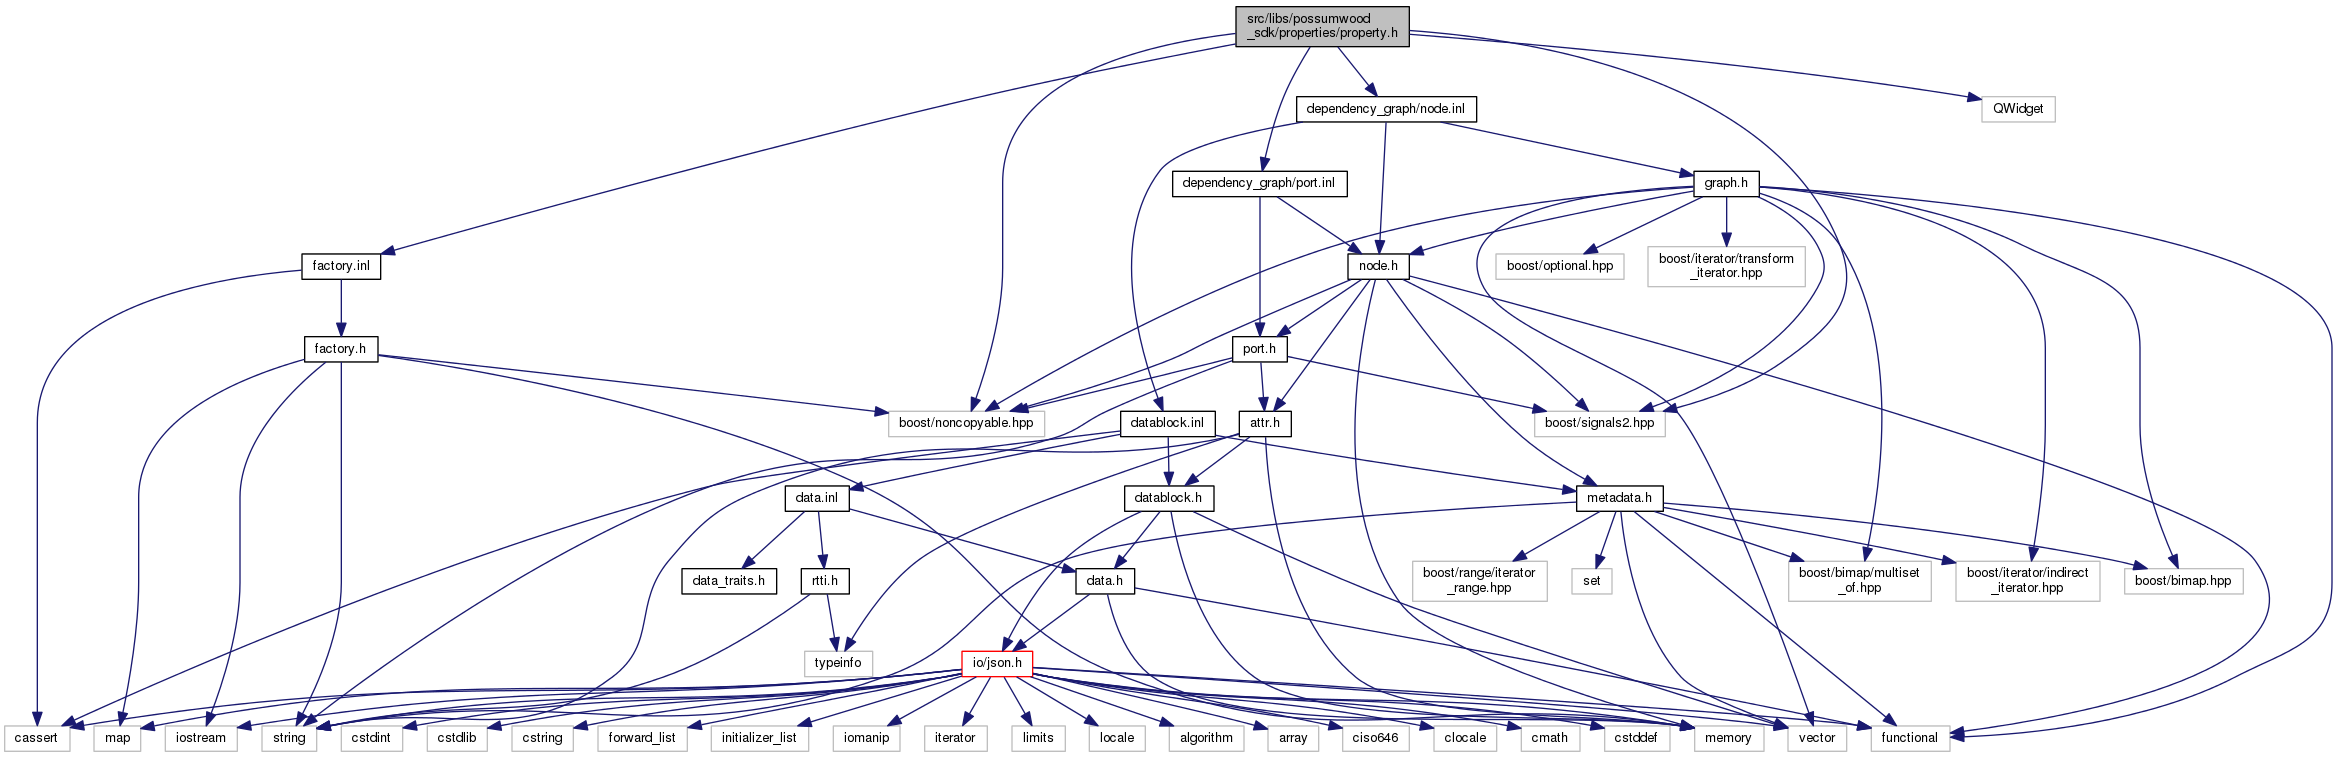 src/libs/possumwood
_sdk/properties/property.h
QWidget
dependency_graph/node.inl
dependency_graph/port.inl
graph.h
factory.inl
node.h
boost/optional.hpp
boost/iterator/transform
_iterator.hpp
factory.h
port.h
boost/noncopyable.hpp
datablock.inl
attr.h
boost/signals2.hpp
data.inl
datablock.h
metadata.h
data_traits.h
rtti.h
data.h
boost/range/iterator
_range.hpp
set
boost/bimap/multiset
_of.hpp
boost/iterator/indirect
_iterator.hpp
boost/bimap.hpp
typeinfo
io/json.h
cassert
map
iostream
string
cstdint
cstdlib
cstring
forward_list
initializer_list
iomanip
iterator
limits
locale
algorithm
array
ciso646
clocale
cmath
cstddef
memory
vector
functional